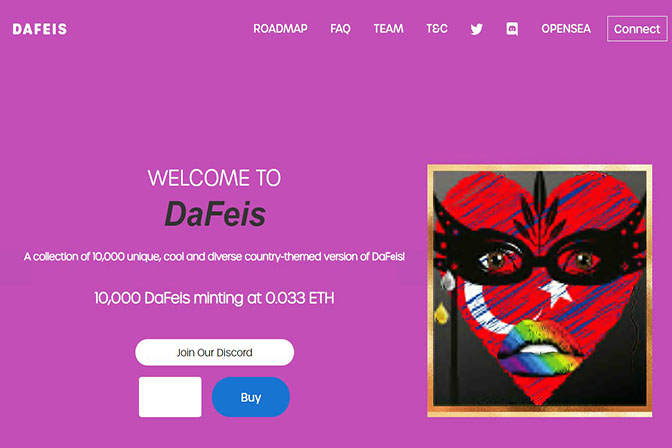 DAFEIS
ROADMAP FAQ TEAM T&C OPENSEA Connect
WELCOME TO
DaFeis
A collection of 10,000 unique, cool and diverse country-themed version of DaFeis!
10,000 DaFeis minting at 0.033 ETH
Join Our Discord
Buy